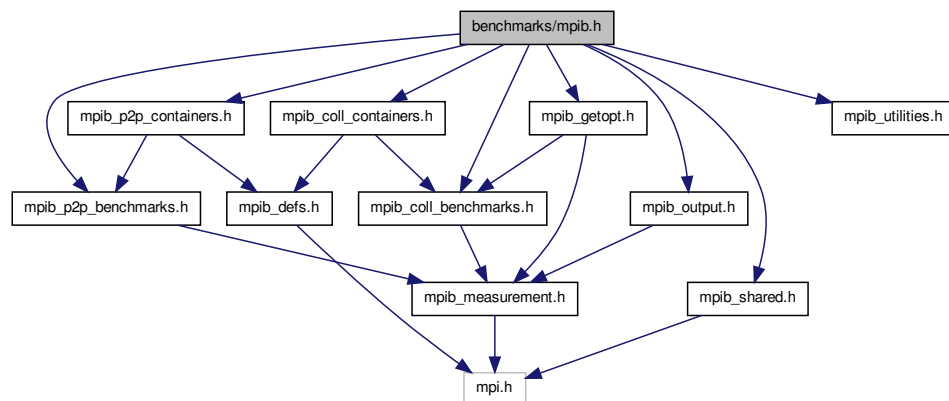 benchmarks/mpib.h
mpib_p2p_containers.h
mpib_coll_containers.h
mpib_getopt.h
mpib_utilities.h
mpib_p2p_benchmarks.h
mpib_defs.h
mpib_coll_benchmarks.h
mpib_output.h
mpib_measurement.h
mpib_shared.h
mpi.h